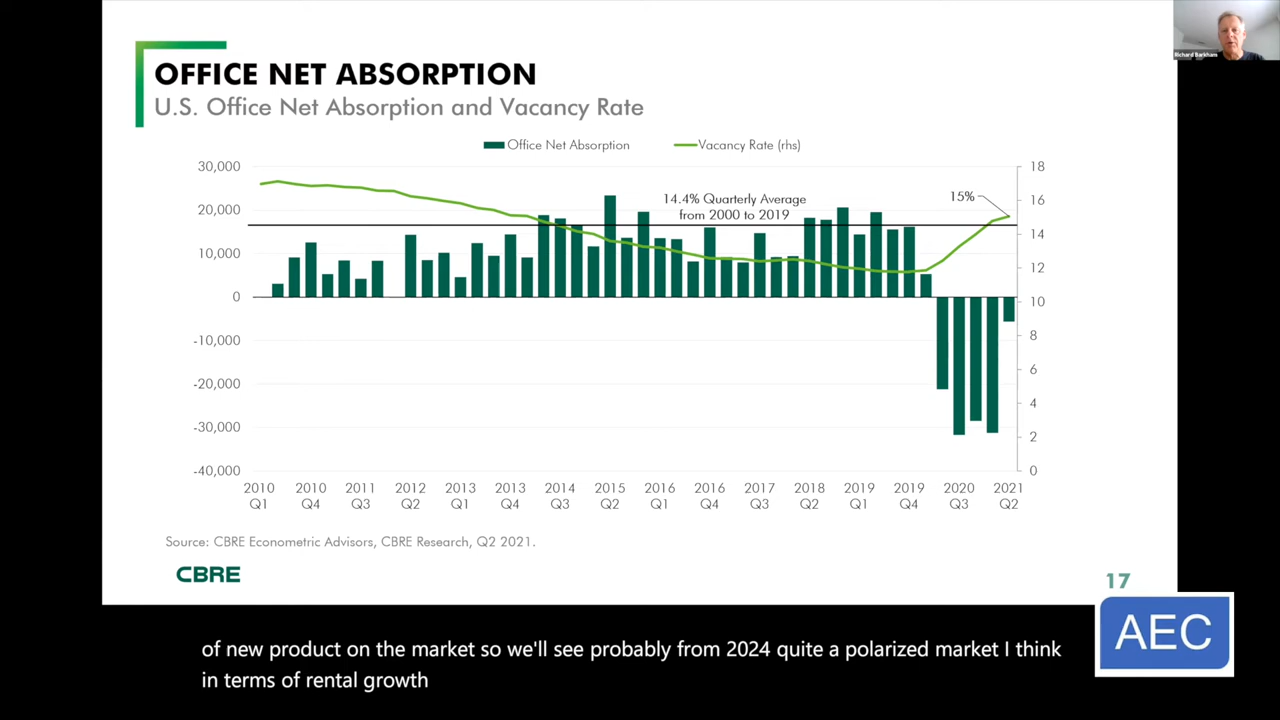 Richard Barkham
OFFICE NET ABSORPTION
U.S. Office Net Absorption and Vacancy Rate
Office Net Absorption
Vacancy Rate (rhs)
30,000
20,000
10,000
0
-10,000
-20,000
-30,000
-40,000
14.4% Quarterly Average
from 2000 to 2019
15%
18
16
14
12
10
8
6
4
2
0
2010 2010 2011 2012 2013 2013 2014 2015 2016 2016 2017 2018 2019 2019 2020 2021
Q1 Q4 Q3 Q2 Q1 Q4 Q3 Q2 Q1 Q4 Q3 Q2 Q1 Q4 Q3 Q2
Source: CBRE Econometric Advisors, CBRE Research, Q2 2021.
CBRE
17
AEC
of new product on the market so we'll see probably from 2024 quite a polarized market I think
in terms of rental growth